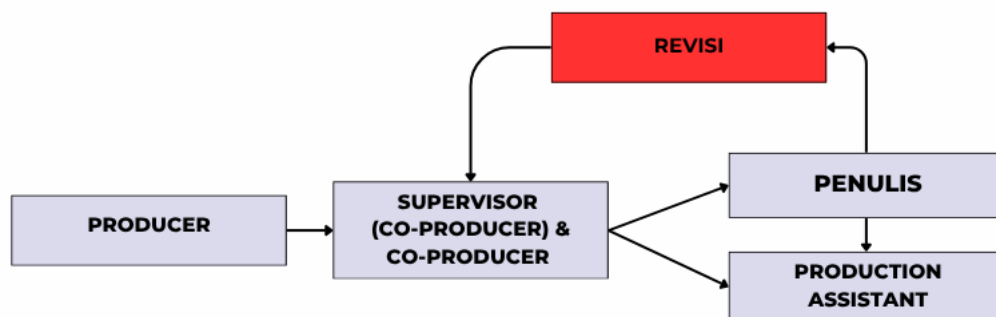 REVISI
PRODUCER
SUPERVISOR
(CO-PRODUCER) &
CO-PRODUCER
PENULIS
PRODUCTION
ASSISTANT